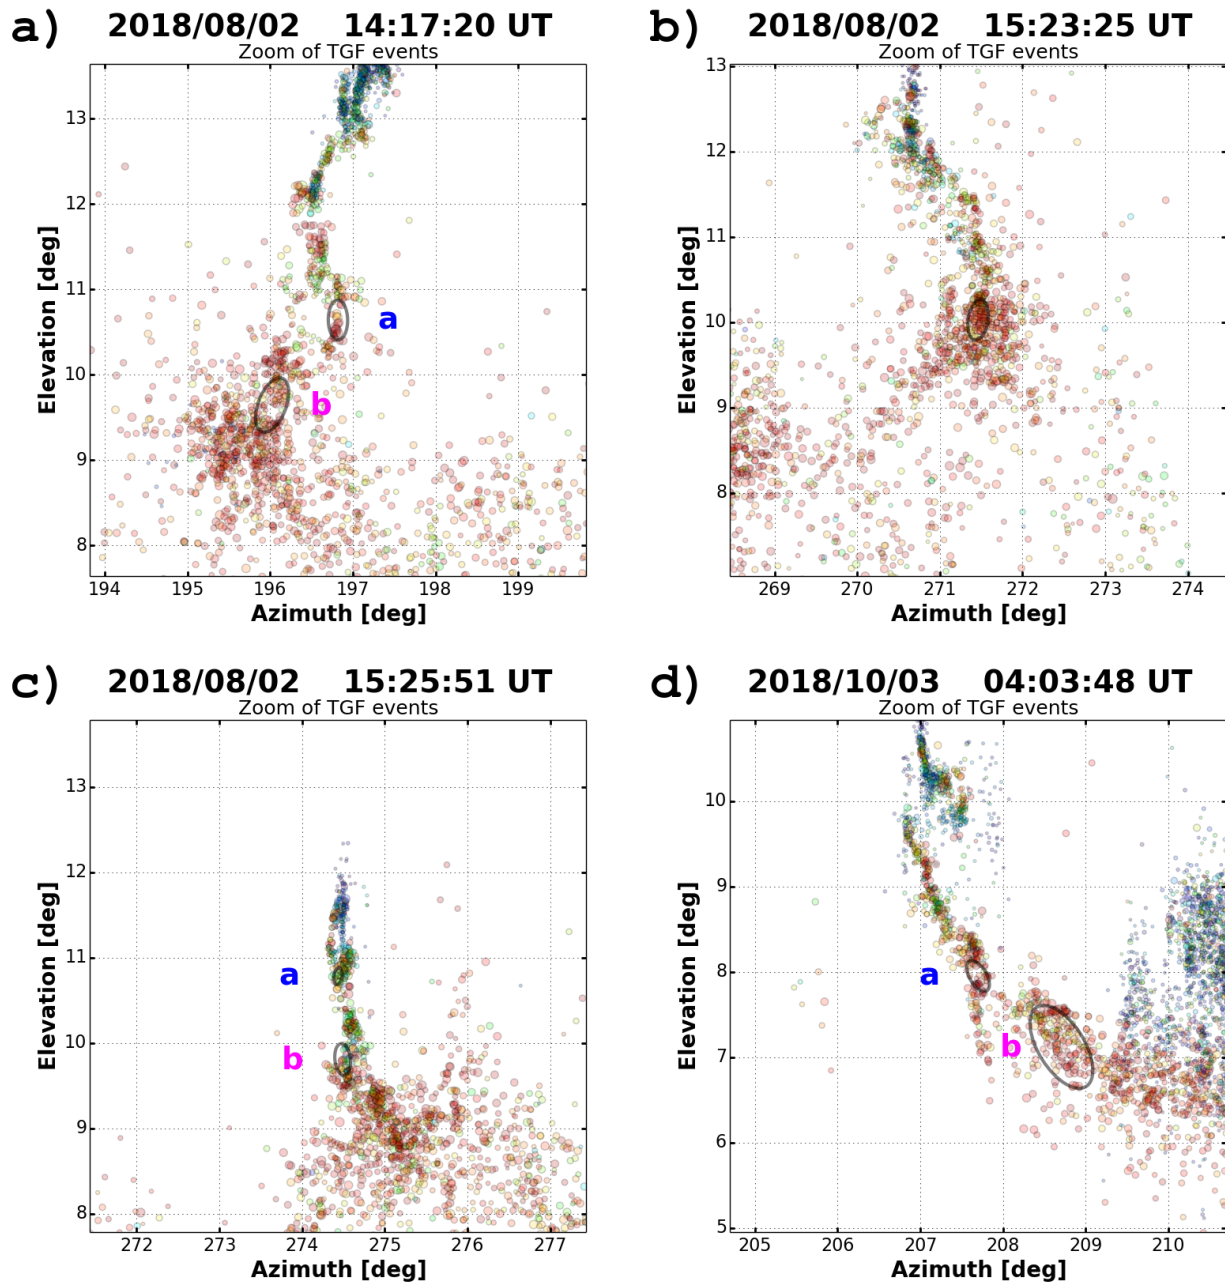 a) 2018/08/02 14:17:20 UT
Zoom of TGF events
13
12
11
10
9
8
Elevation [deg]
a
b
194 195 196 197 198 199
Azimuth [deg]
b) 2018/08/02 15:23:25 UT
Zoom of TGF events
13
12
11
10
9
8
Elevation [deg]
269 270 271 272 273 274
Azimuth [deg]
c) 2018/08/02 15:25:51 UT
Zoom of TGF events
13
12
11
10
9
8
Elevation [deg]
a
b
272 273 274 275 276 277
Azimuth [deg]
d) 2018/10/03 04:03:48 UT
Zoom of TGF events
10
9
8
7
6
5
Elevation [deg]
a
b
205 206 207 208 209 210
Azimuth [deg]